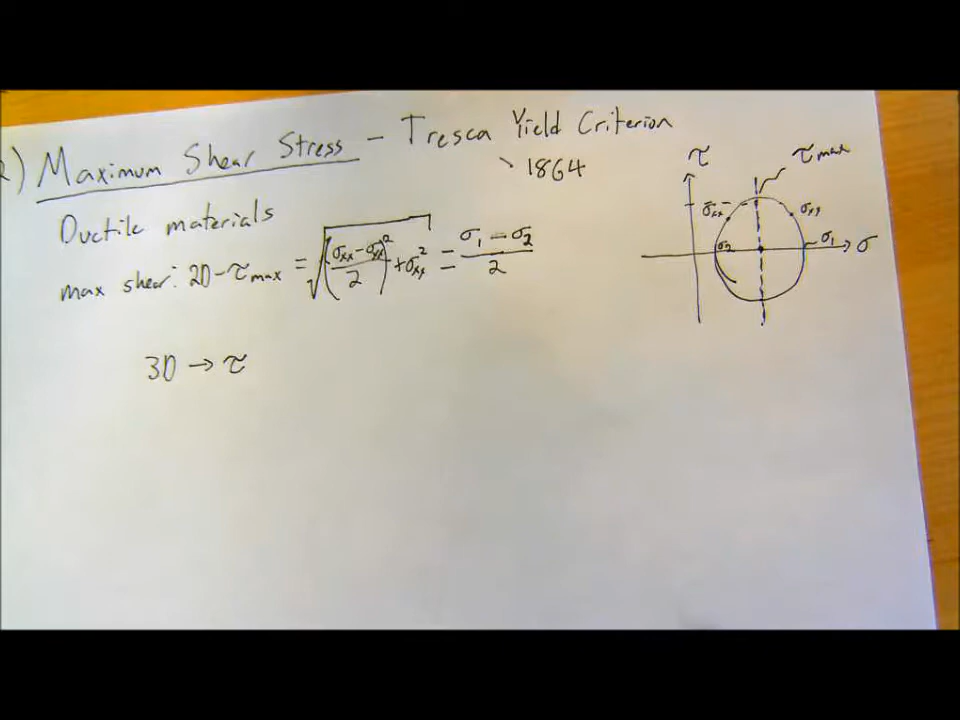 2) Maximum Shear Stress - Tresca Yield Criterion
1864
Ductile materials
max shear: 2D - τmax = √((σxx - σyy)/2)² + σxy² = (σ1 - σ2)/2
3D → τ
τ
τmax
σxx
σyy
σ2
σ1
σ